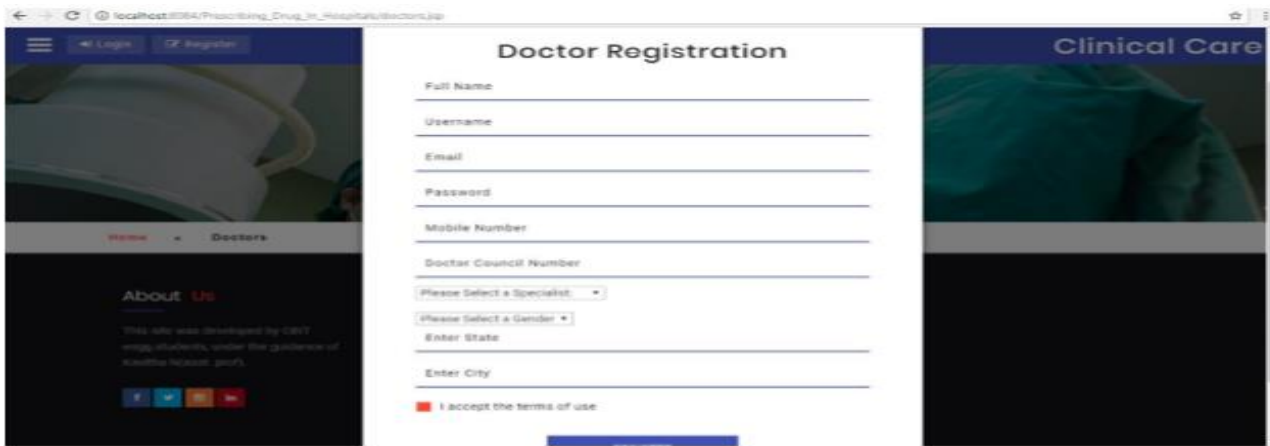 localhost:8084/Prescribing_Drug_In_Hospitals/doctors.jsp
Login Register
Clinical Care
Doctor Registration
Full Name
Username
Email
Password
Mobile Number
Doctor Council Number
Please Select a Specialist
Please Select a Gender
Enter State
Enter City
I accept the terms of use
Home Doctors
About Us
This site was developed by
engg.students, under the guidance of